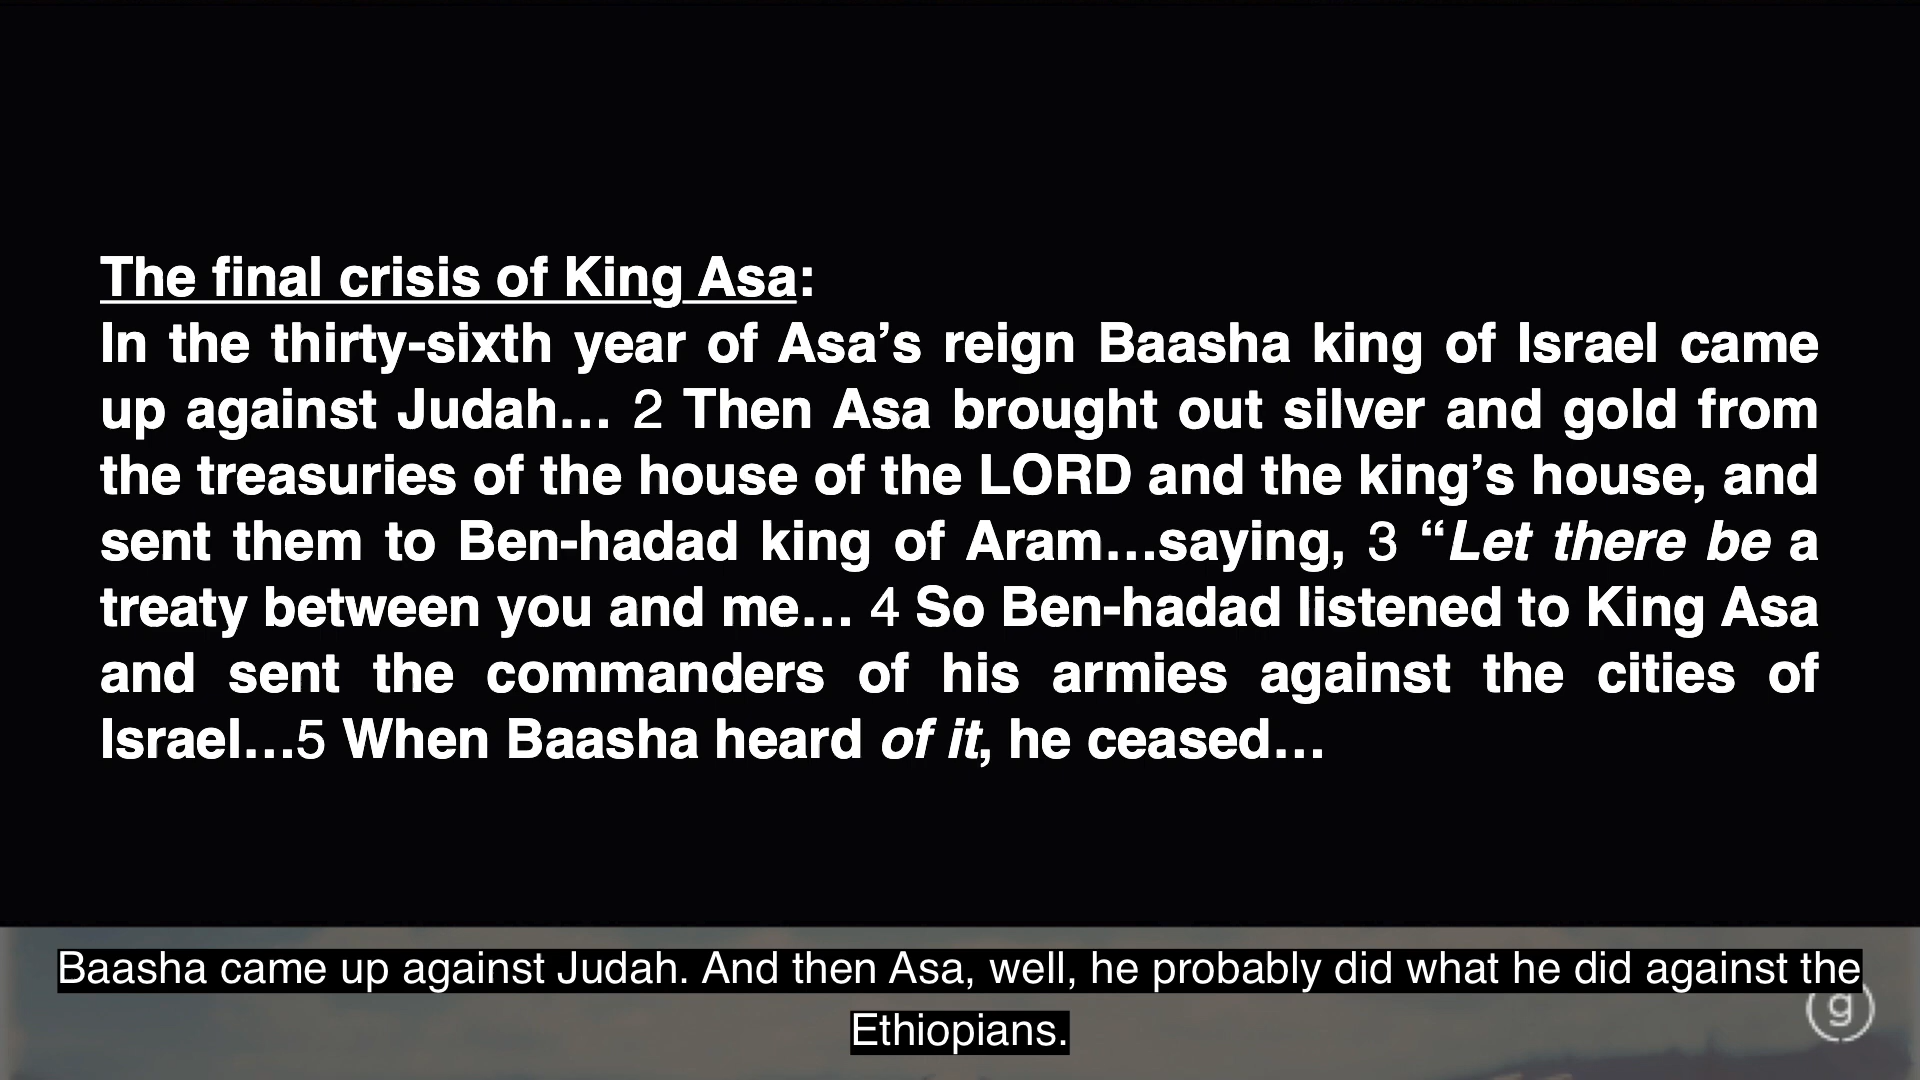 The final crisis of King Asa:
In the thirty-sixth year of Asa’s reign Baasha king of Israel came
up against Judah… 2 Then Asa brought out silver and gold from
the treasuries of the house of the LORD and the king’s house, and
sent them to Ben-hadad king of Aram…saying, 3 “Let there be a
treaty between you and me… 4 So Ben-hadad listened to King Asa
and sent the commanders of his armies against the cities of
Israel…5 When Baasha heard of it, he ceased…
Baasha came up against Judah. And then Asa, well, he probably did what he did against the
Ethiopians.
g